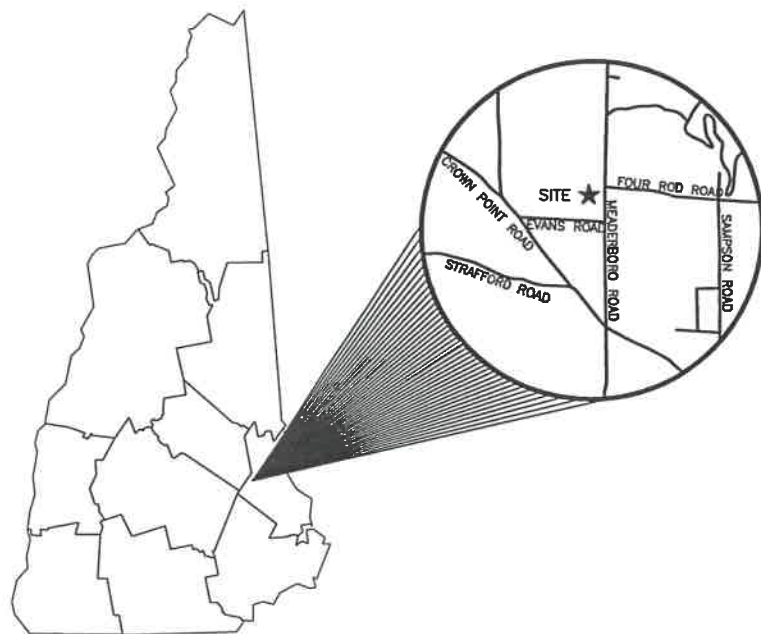 CROWN POINT ROAD
SITE
FOUR ROD ROAD
EVANS ROAD
MEADERBORO ROAD
SAMPSON ROAD
STRAFFORD ROAD